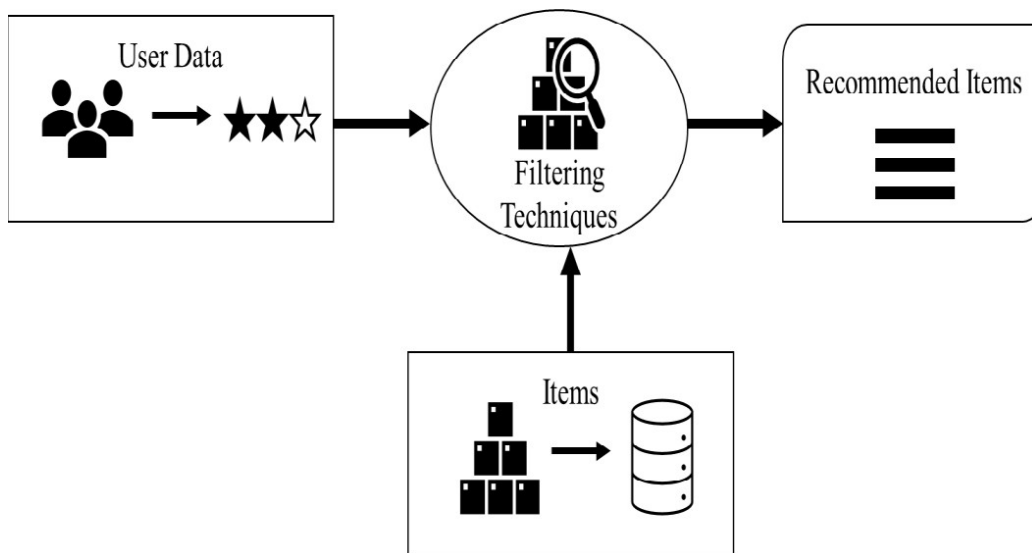 User Data
Filtering
Techniques
Recommended Items
Items